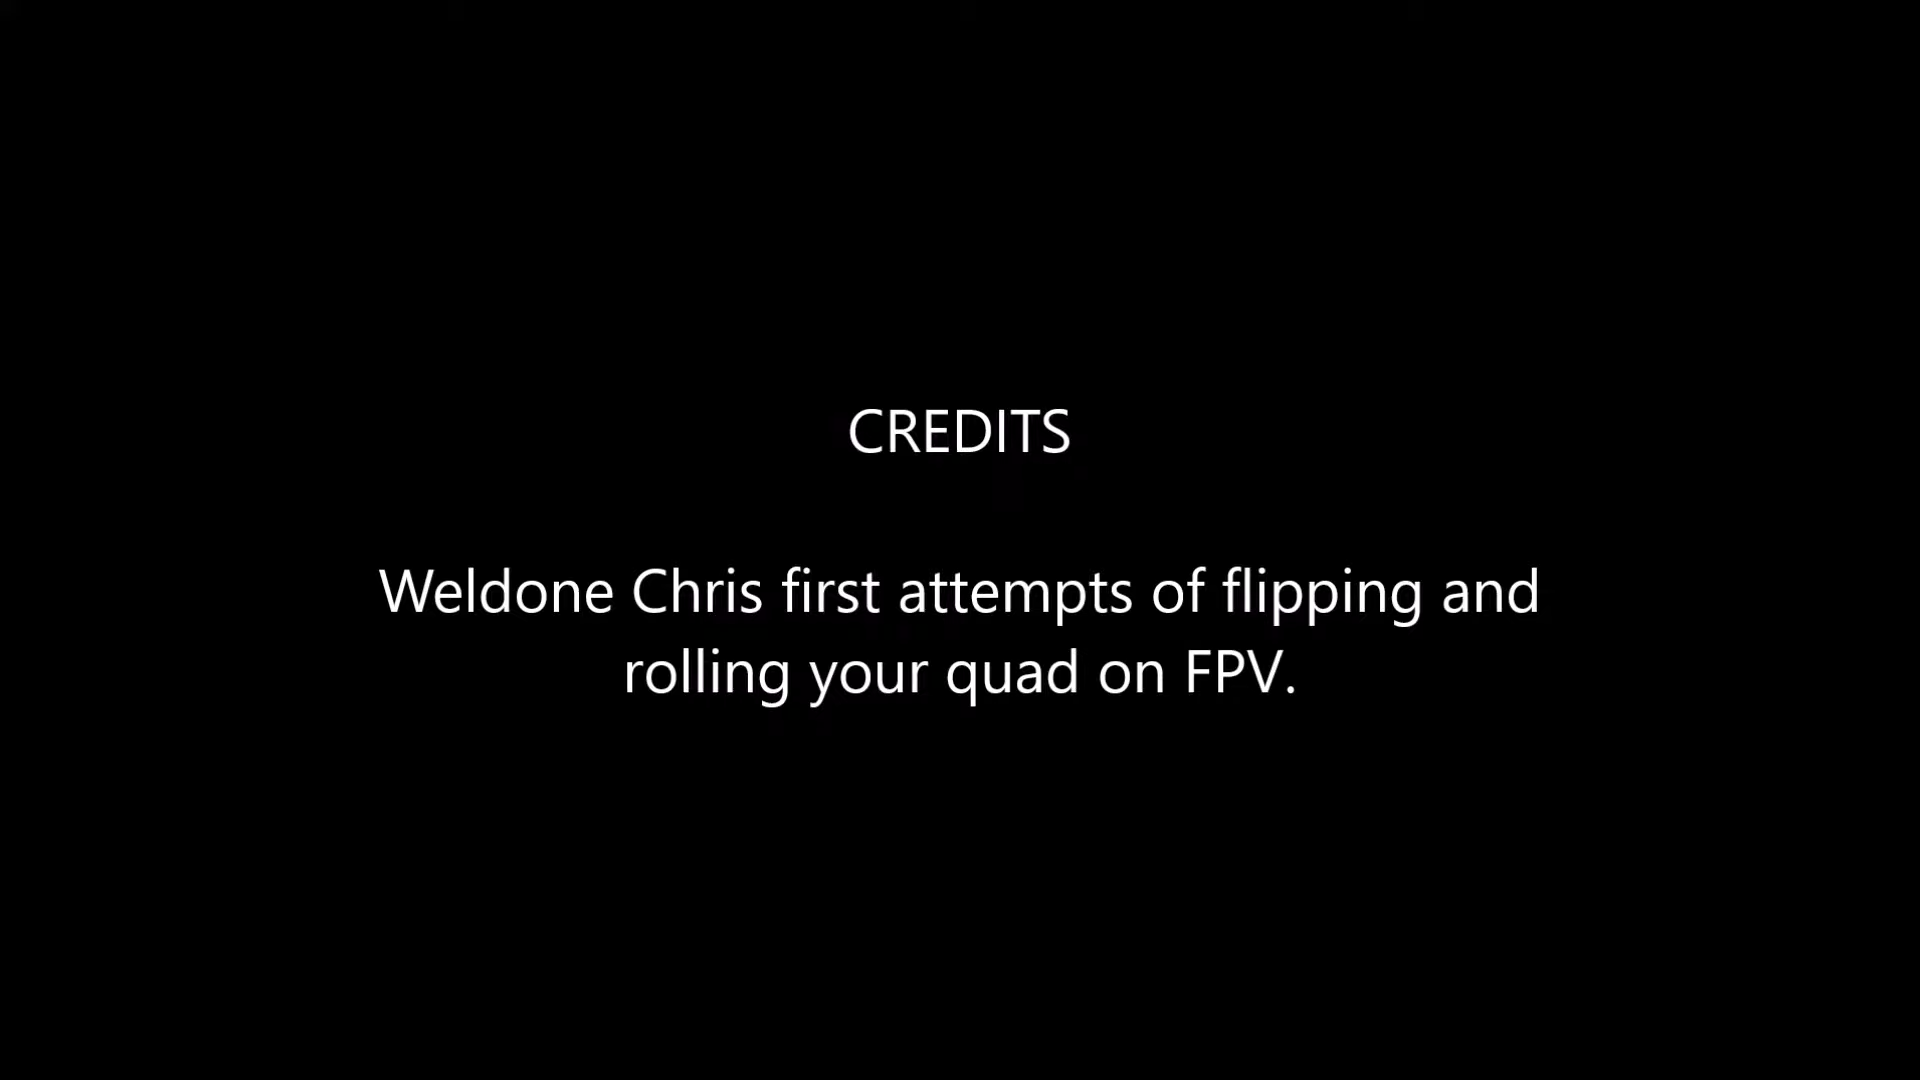 CREDITS
Weldone Chris first attempts of flipping and
rolling your quad on FPV.